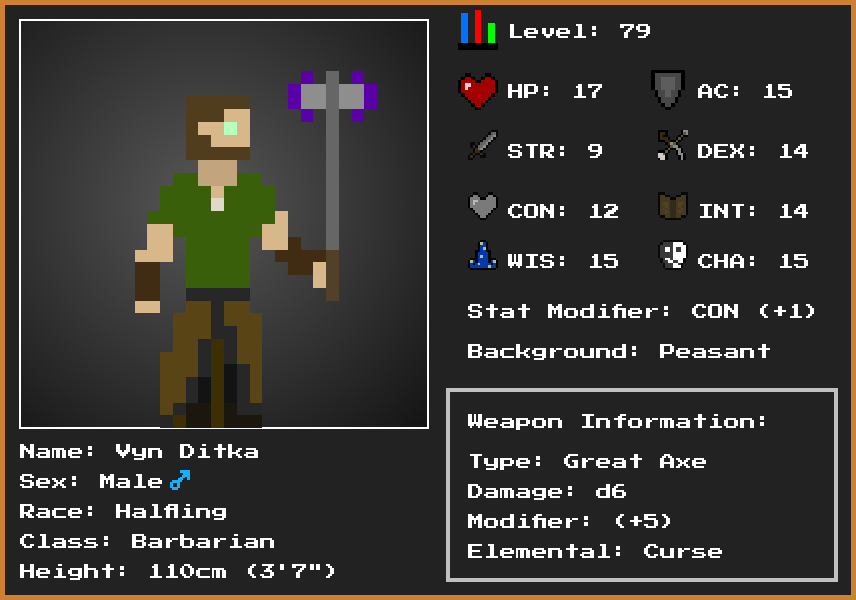 Level: 79
HP: 17 AC: 15
STR: 9 DEX: 14
CON: 12 INT: 14
WIS: 15 CHA: 15
Stat Modifier: CON (+1)
Background: Peasant
Weapon Information:
Type: Great Axe
Damage: d6
Modifier: (+5)
Elemental: Curse
Name: Vyn Ditka
Sex: Male ♂
Race: Halfling
Class: Barbarian
Height: 110cm (3'7")